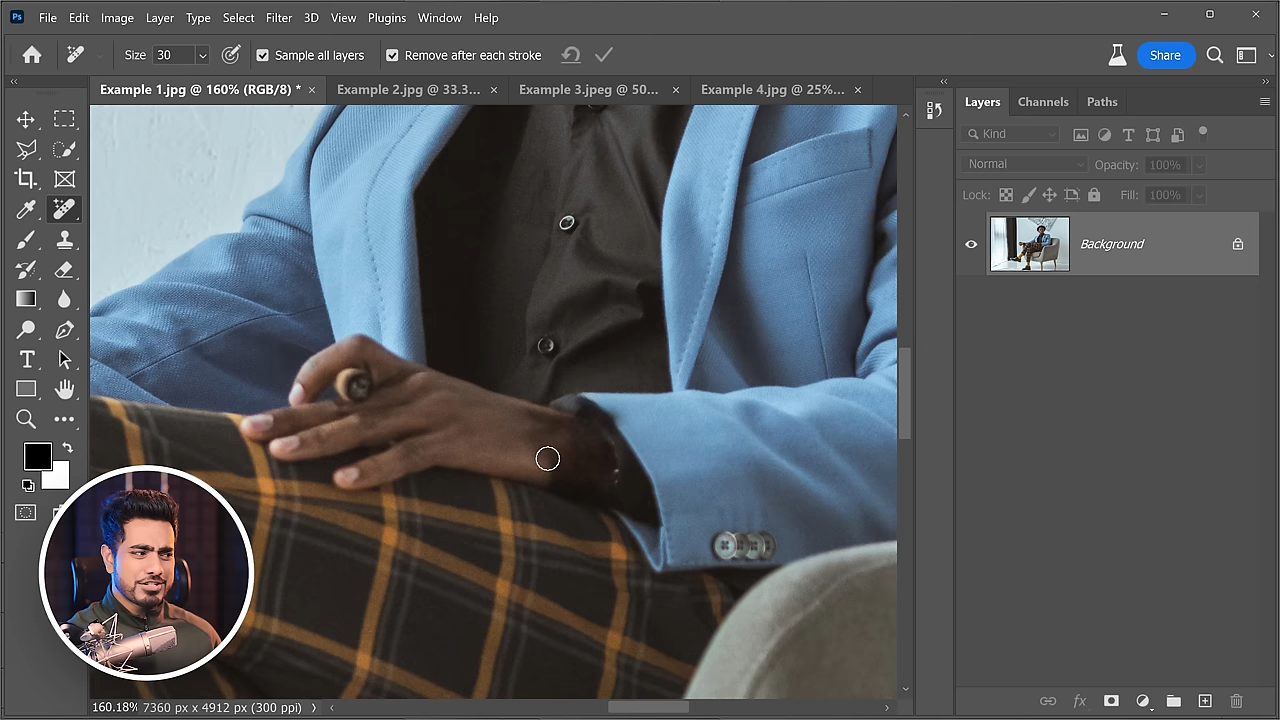 Ps File Edit Image Layer Type Select Filter 3D View Plugins Window Help
Size 30 Sample all layers Remove after each stroke Share
Example 1.jpg @ 160% (RGB/8) * Example 2.jpg @ 33.3... Example 3.jpeg @ 50... Example 4.jpg @ 25%...
Layers Channels Paths
Kind
Normal Opacity: 100%
Lock: Fill: 100%
Background
160.18% 7360 px x 4912 px (300 ppi)